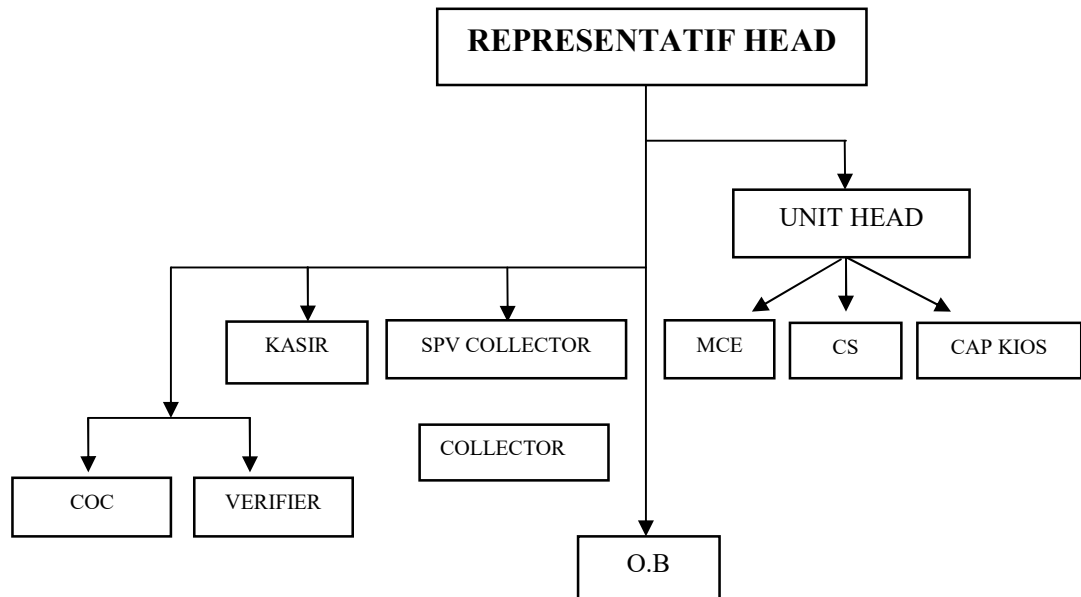 REPRESENTATIF HEAD
UNIT HEAD
KASIR
SPV COLLECTOR
MCE
CS
CAP KIOS
COLLECTOR
COC
VERIFIER
O.B